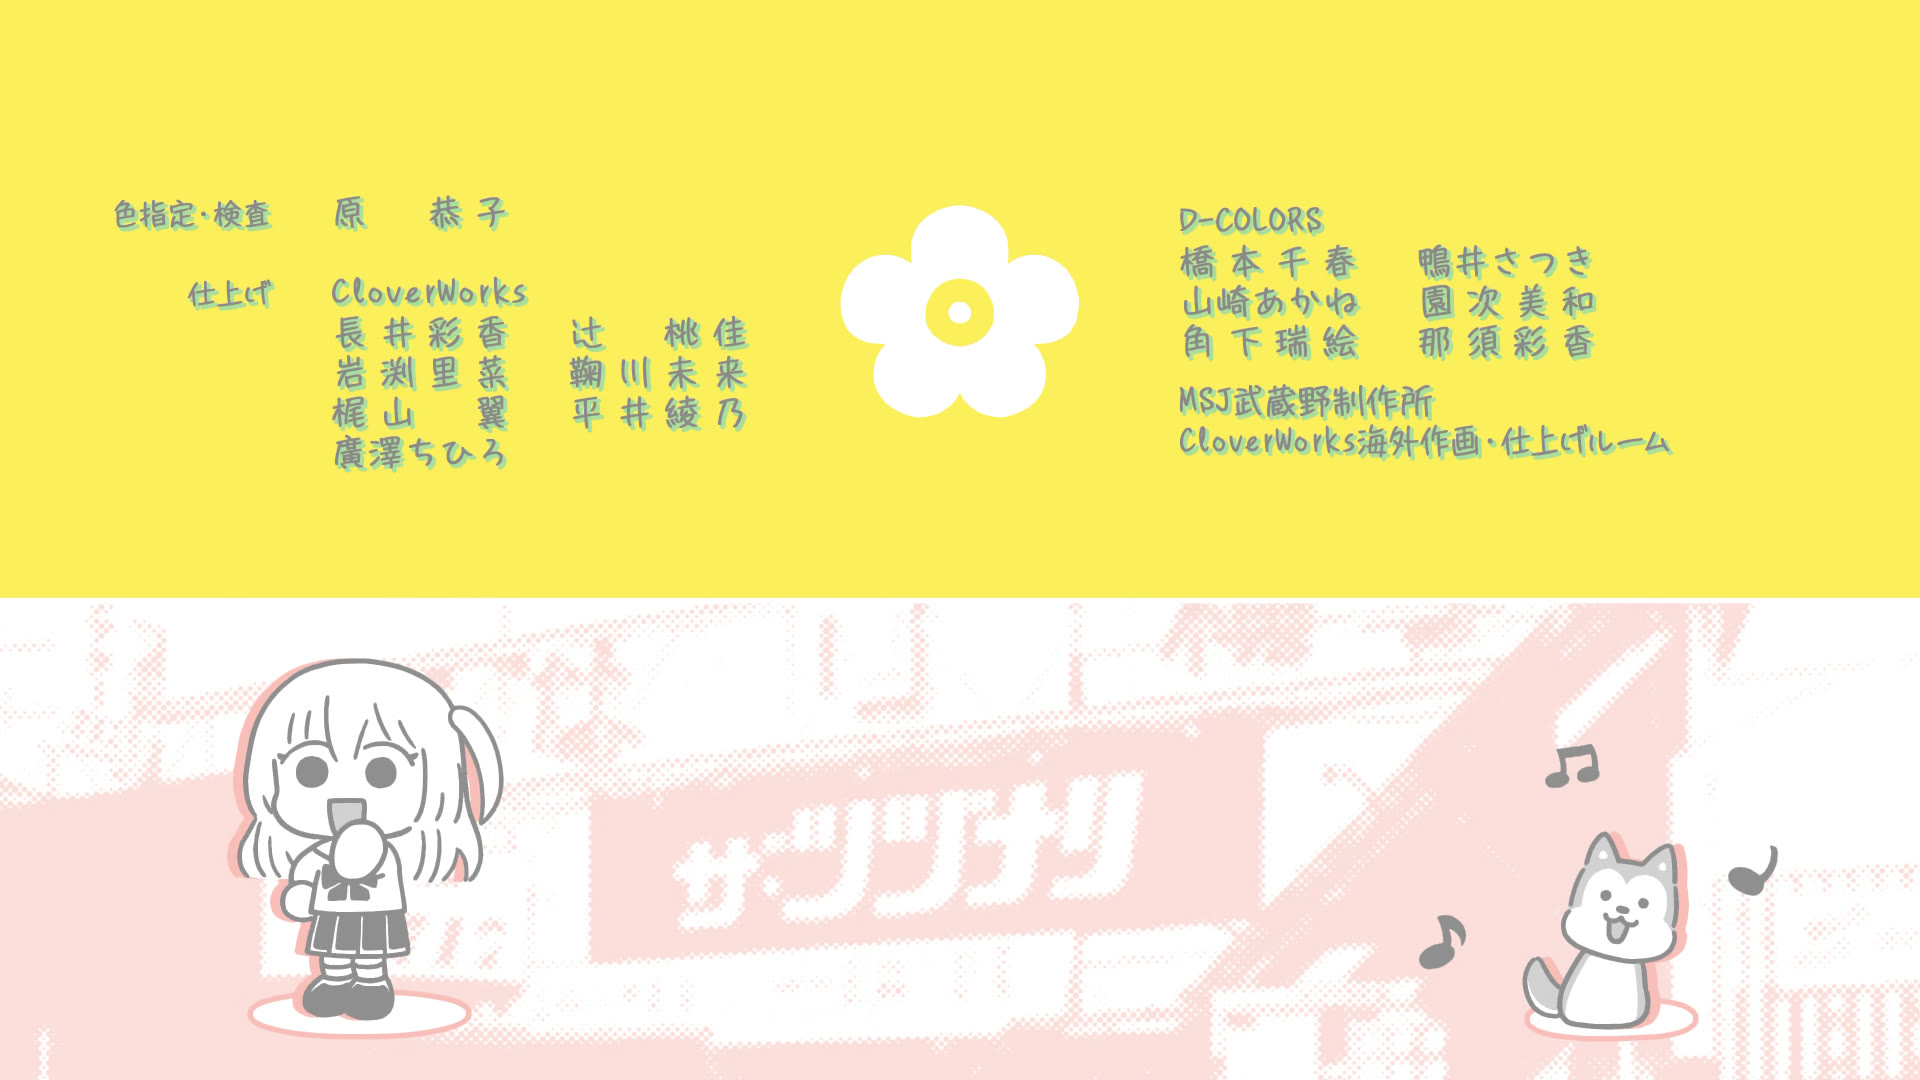 色指定・検査 原 恭子
仕上げ CloverWorks
長井彩香 辻 桃佳
岩渕里菜 鞠川未来
梶山 翼 平井綾乃
廣澤ちひろ
D-COLORS
橋本千春 鴨井さつき
山崎あかね 園次美和
角下瑞絵 那須彩香
MSJ武蔵野制作所
CloverWorks海外作画・仕上げルーム